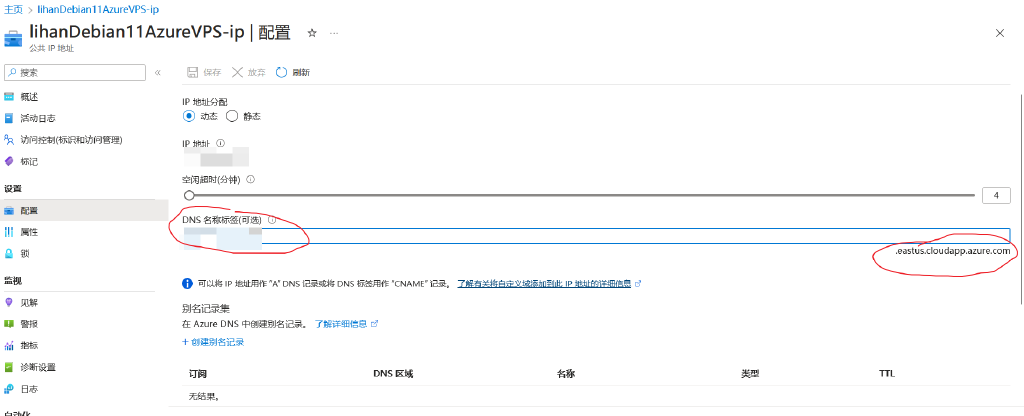 主页 > lihanDebian11AzureVPS-ip
lihanDebian11AzureVPS-ip | 配置 ☆ ...
公共 IP 地址
搜索
概述
活动日志
访问控制(标识和访问管理)
标记
设置
配置
属性
锁
监视
见解
警报
指标
诊断设置
日志
自动化
保存 放弃 刷新
IP 地址分配
动态 静态
IP 地址
空闲超时(分钟)
4
DNS 名称标签(可选)
.eastus.cloudapp.azure.com
可以将 IP 地址用作 "A" DNS 记录或将 DNS 标签用作 "CNAME" 记录。 了解有关将自定义域添加到此 IP 地址的详细信息
别名记录集
在 Azure DNS 中创建别名记录。 了解详细信息
+ 创建别名记录
订阅 DNS 区域 名称 类型 TTL
无结果。